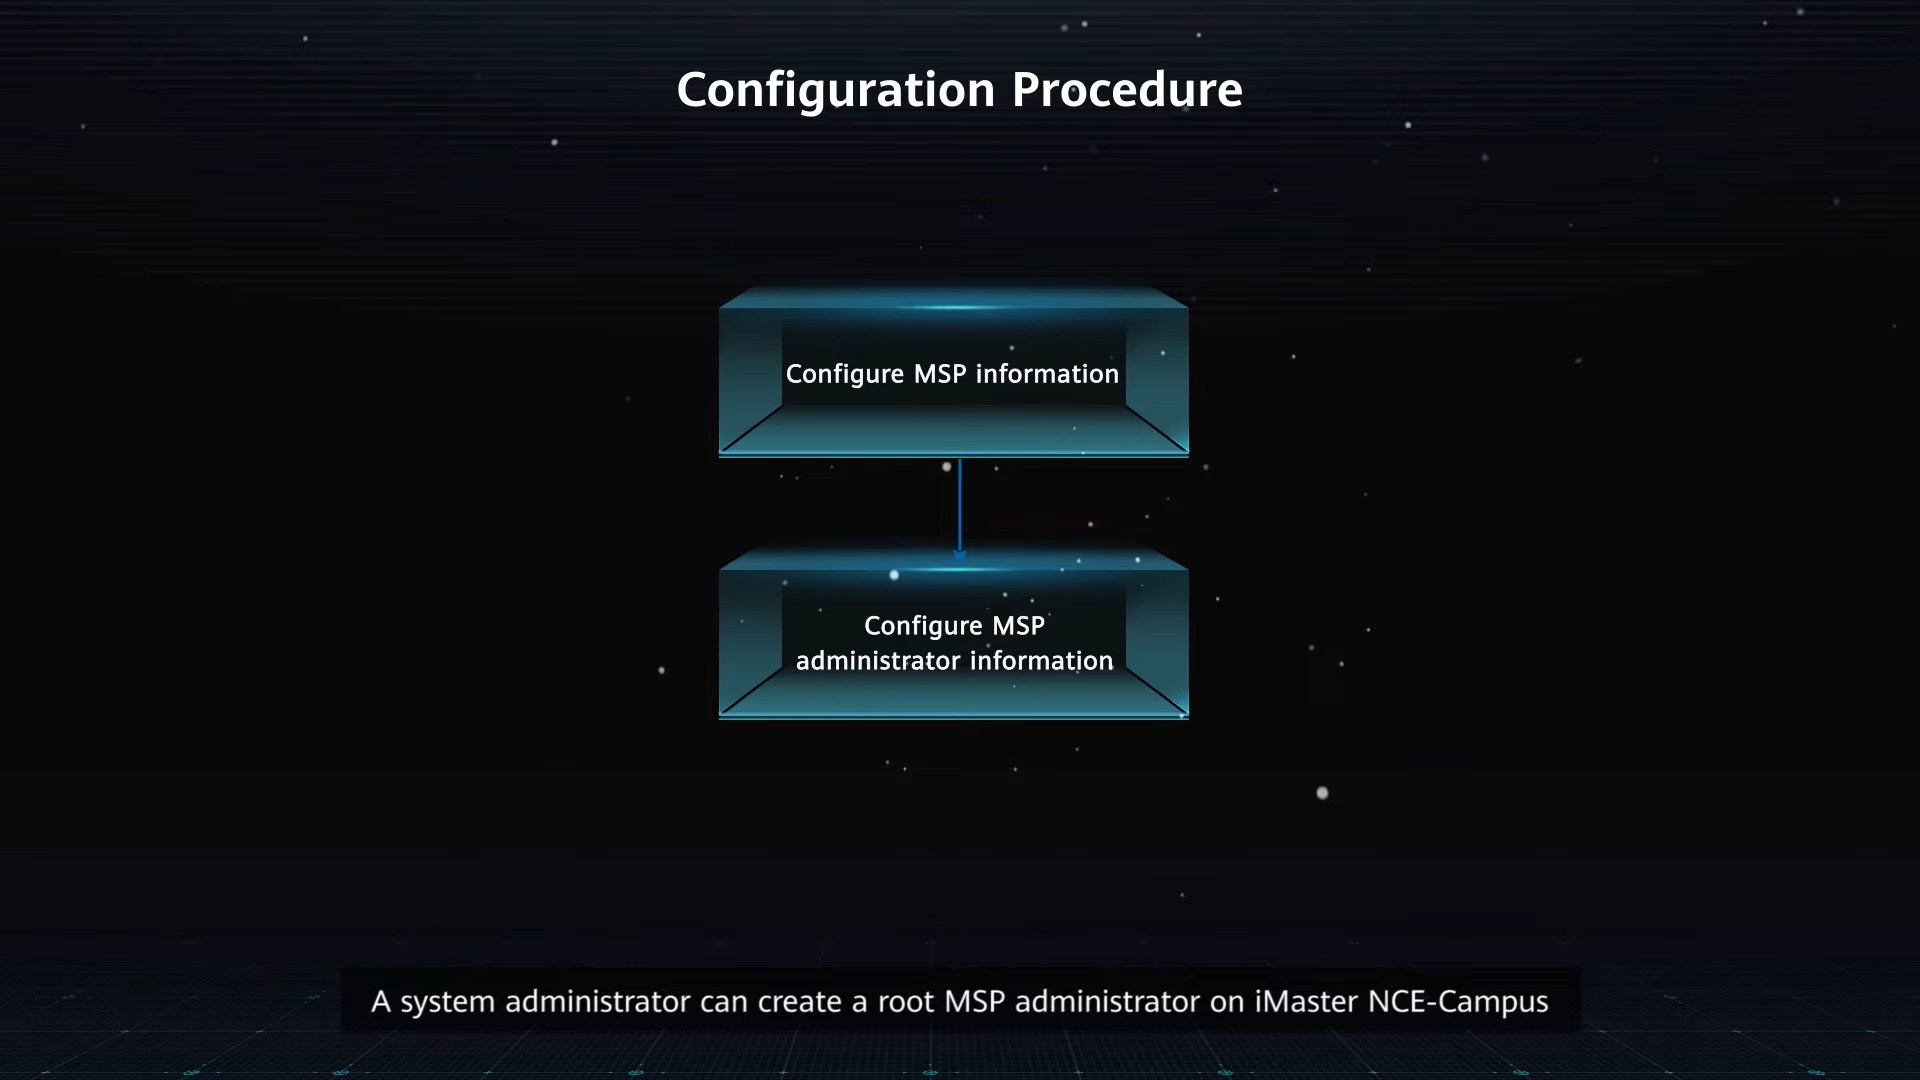 Configuration Procedure
Configure MSP information
Configure MSP
administrator information
A system administrator can create a root MSP administrator on iMaster NCE-Campus